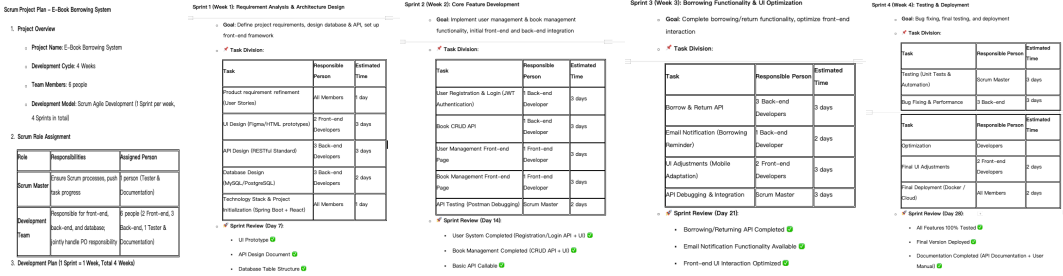 Scrum Project Plan - E-Book Borrowing System
1. Project Overview
Project Name: E-Book Borrowing System
Development Cycle: 4 Weeks
Team Members: 6 people
Development Model: Scrum Agile Development (1 Sprint per week,
4 Sprints in total)
2. Scrum Role Assignment
Role Responsibilities Assigned Person
Scrum Master Ensure Scrum processes, push task progress 1 person (Tester & Documentation)
Development Team Responsible for front-end, back-end, and database; jointly handle PO responsibility 6 people (2 Front-end, 3 Back-end, 1 Tester & Documentation)
3. Development Plan (1 Sprint = 1 Week, Total 4 Weeks)
Sprint 1 (Week 1): Requirement Analysis & Architecture Design
Goal: Define project requirements, design database & API, set up
front-end framework
Task Division:
Task Responsible Person Estimated Time
Product requirement refinement (User Stories) All Members 1 day
UI Design (Figma/HTML prototypes) 2 Front-end Developers 3 days
API Design (RESTful Standard) 3 Back-end Developers 3 days
Database Design (MySQL/PostgreSQL) 3 Back-end Developers 2 days
Technology Stack & Project Initialization (Spring Boot + React) All Members 1 day
Sprint Review (Day 7):
UI Prototype ✅
API Design Document ✅
Database Table Structure ✅
Sprint 2 (Week 2): Core Feature Development
Goal: Implement user management & book management
functionality, initial front-end and back-end integration
Task Division:
Task Responsible Person Estimated Time
User Registration & Login (JWT Authentication) 1 Back-end Developer 3 days
Book CRUD API 1 Back-end Developer 3 days
User Management Front-end Page 1 Front-end Developer 3 days
Book Management Front-end Page 1 Front-end Developer 3 days
API Testing (Postman Debugging) Scrum Master 2 days
Sprint Review (Day 14):
User System Completed (Registration/Login API + UI) ✅
Book Management Completed (CRUD API + UI) ✅
Basic API Callable ✅
Sprint 3 (Week 3): Borrowing Functionality & UI Optimization
Goal: Complete borrowing/return functionality, optimize front-end
interaction
Task Division:
Task Responsible Person Estimated Time
Borrow & Return API 3 Back-end Developers 3 days
Email Notification (Borrowing Reminder) 1 Back-end Developer 2 days
UI Adjustments (Mobile Adaptation) 2 Front-end Developers 3 days
API Debugging & Integration Scrum Master 3 days
Sprint Review (Day 21):
Borrowing/Returning API Completed ✅
Email Notification Functionality Available ✅
Front-end UI Interaction Optimized ✅
Sprint 4 (Week 4): Testing & Deployment
Goal: Bug fixing, final testing, and deployment
Task Division:
Task Responsible Person Estimated Time
Testing (Unit Tests & Automation) Scrum Master 3 days
Bug Fixing & Performance 3 Back-end 3 days
Task Responsible Person Estimated Time
Optimization Developers
Final UI Adjustments 2 Front-end Developers 3 days
Final Deployment (Docker / Cloud) All Members 2 days
Sprint Review (Day 28):
All Features 100% Tested ✅
Final Version Deployed ✅
Documentation Completed (API Documentation + User
Manual) ✅